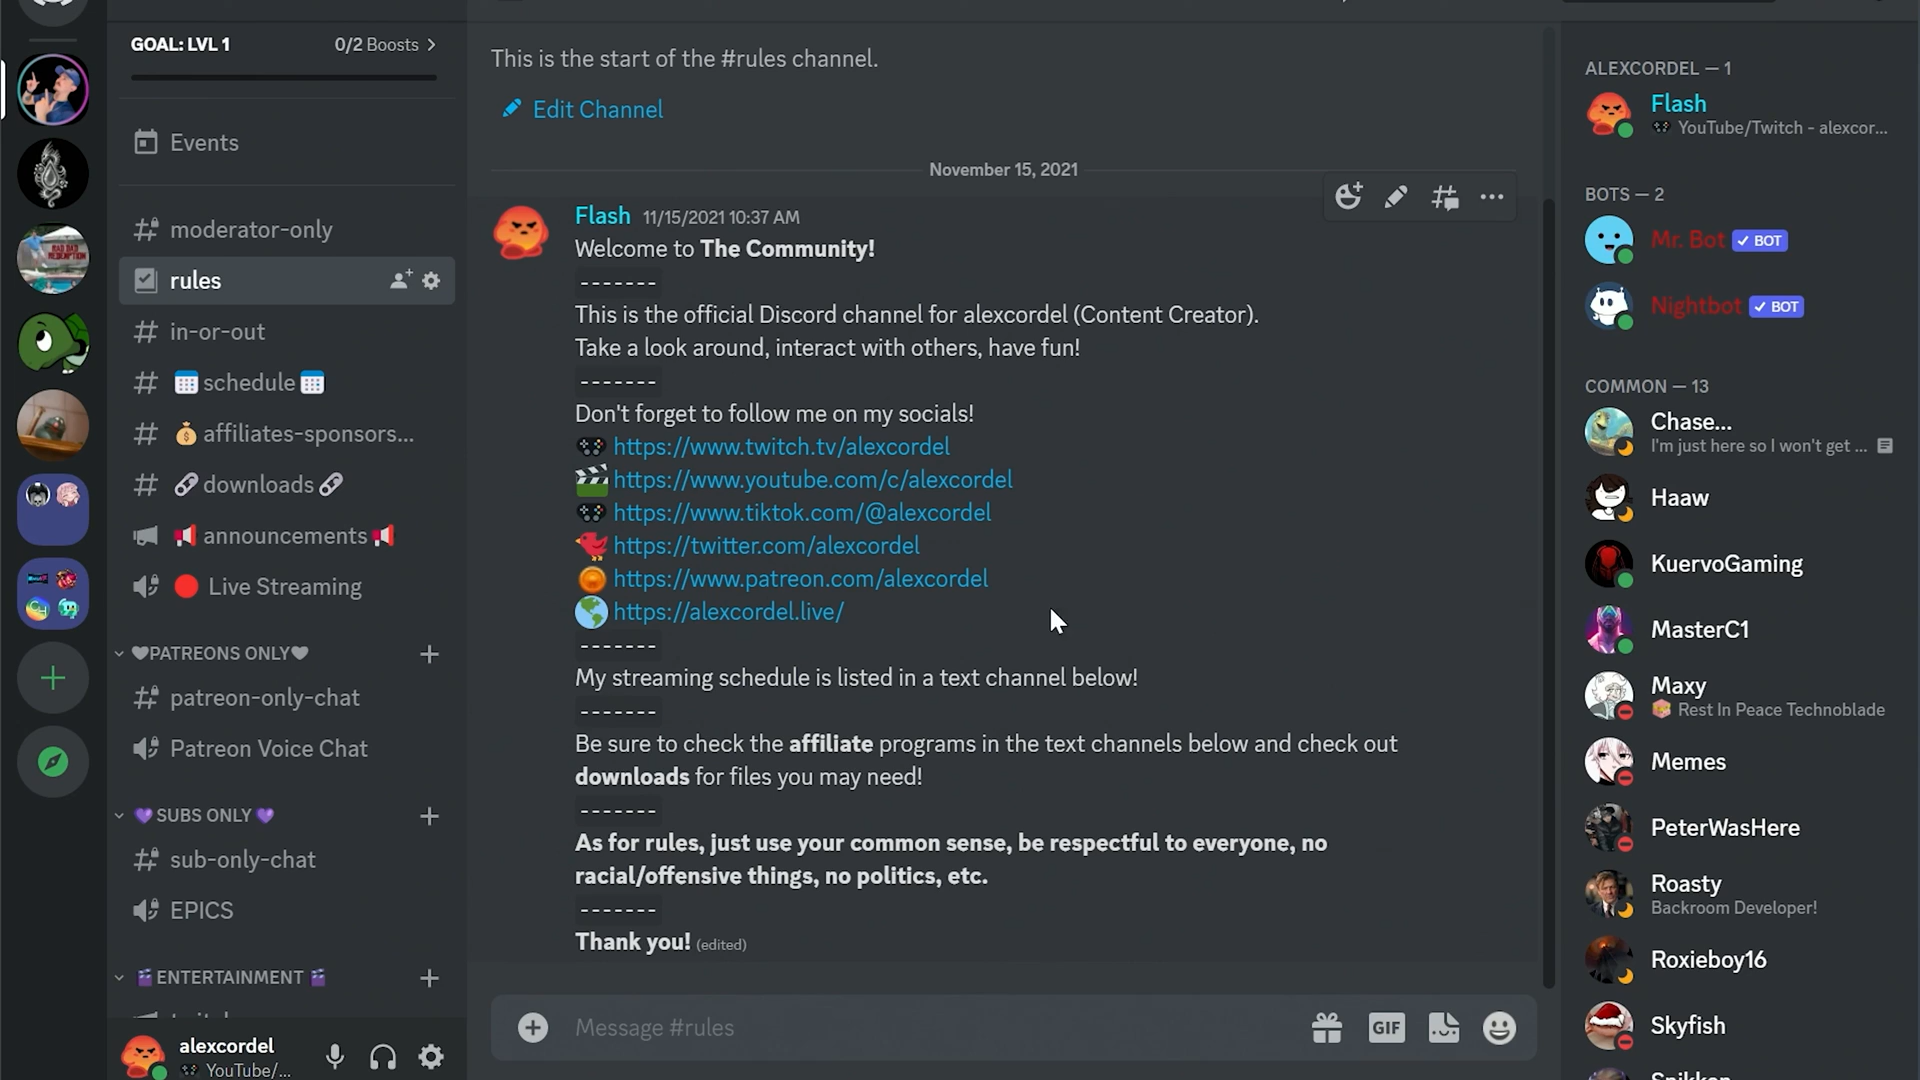 GOAL: LVL 1 0/2 Boosts
Events
moderator-only
rules
in-or-out
schedule
affiliates-sponsors...
downloads
announcements
Live Streaming
PATREONS ONLY
patreon-only-chat
Patreon Voice Chat
SUBS ONLY
sub-only-chat
EPICS
ENTERTAINMENT
alexcordel
YouTube/...
This is the start of the #rules channel.
Edit Channel
November 15, 2021
Flash 11/15/2021 10:37 AM
Welcome to The Community!
-------
This is the official Discord channel for alexcordel (Content Creator).
Take a look around, interact with others, have fun!
-------
Don't forget to follow me on my socials!
https://www.twitch.tv/alexcordel
https://www.youtube.com/c/alexcordel
https://www.tiktok.com/@alexcordel
https://twitter.com/alexcordel
https://www.patreon.com/alexcordel
https://alexcordel.live/
-------
My streaming schedule is listed in a text channel below!
-------
Be sure to check the affiliate programs in the text channels below and check out
downloads for files you may need!
-------
As for rules, just use your common sense, be respectful to everyone, no
racial/offensive things, no politics, etc.
-------
Thank you! (edited)
Message #rules
GIF
ALEXCORDEL — 1
Flash
YouTube/Twitch - alexcor...
BOTS — 2
Mr. Bot BOT
Nightbot BOT
COMMON — 13
Chase...
I'm just here so I won't get ...
Haaw
KuervoGaming
MasterC1
Maxy
Rest In Peace Technoblade
Memes
PeterWasHere
Roasty
Backroom Developer!
Roxieboy16
Skyfish